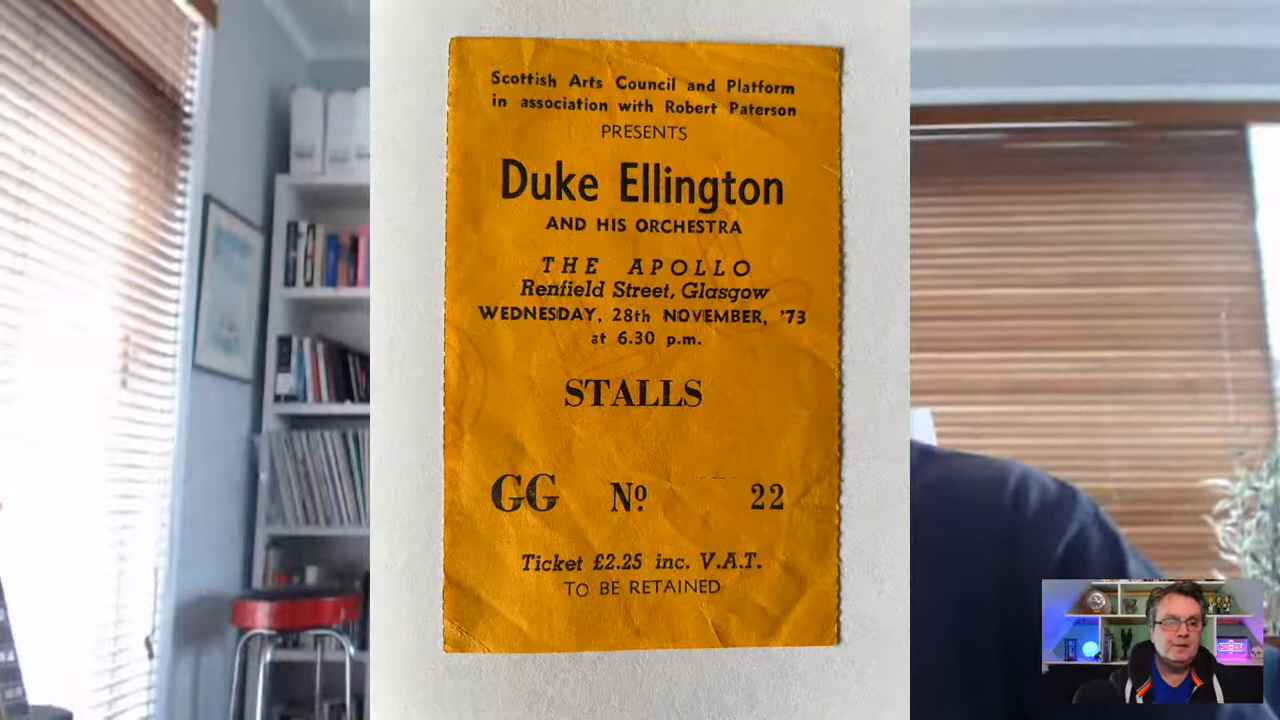 Scottish Arts Council and Platform
in association with Robert Paterson
PRESENTS
Duke Ellington
AND HIS ORCHESTRA
THE APOLLO
Renfield Street, Glasgow
WEDNESDAY, 28th NOVEMBER, '73
at 6.30 p.m.
STALLS
GG Nº 22
Ticket £2.25 inc. V.A.T.
TO BE RETAINED